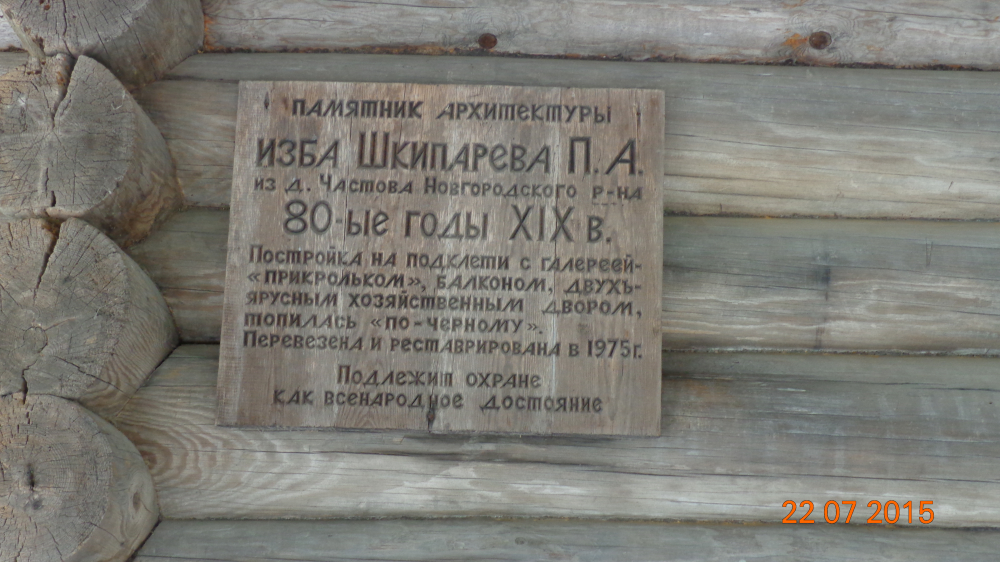 ПАМЯТНИК АРХИТЕКТУРЫ
ИЗБА ШКИПАРЕВА П.А.
ИЗ Д. ЧАСТОВА НОВГОРОДСКОГО Р-НА
80-ЫЕ ГОДЫ XIX В.
ПОСТРОЙКА НА ПОДКЛЕТИ С ГАЛЕРЕЕЙ-
«ПРИКРОЛЬКОМ», БАЛКОНОМ, ДВУХЪ-
ЯРУСНЫМ ХОЗЯЙСТВЕННЫМ ДВОРОМ,
ТОПИЛАСЬ «ПО-ЧЕРНОМУ».
ПЕРЕВЕЗЕНА И РЕСТАВРИРОВАНА В 1975Г.
ПОДЛЕЖИТ ОХРАНЕ
КАК ВСЕНАРОДНОЕ ДОСТОЯНИЕ
22 07 2015